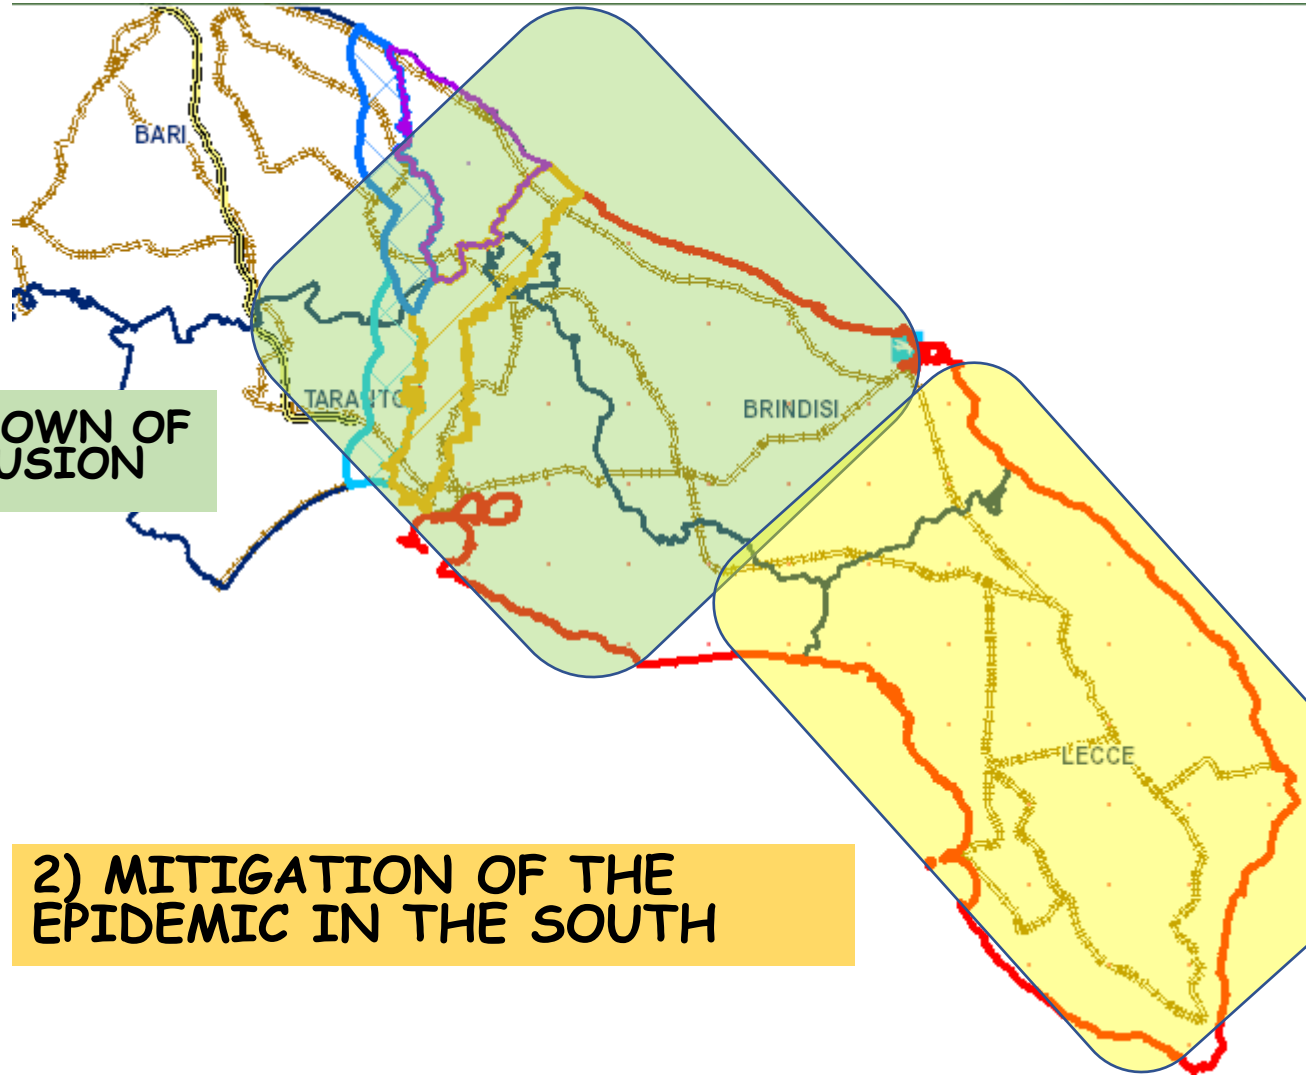 BARI
TARANTO
BRINDISI
OWN OF
USION
LECCE
2) MITIGATION OF THE
EPIDEMIC IN THE SOUTH